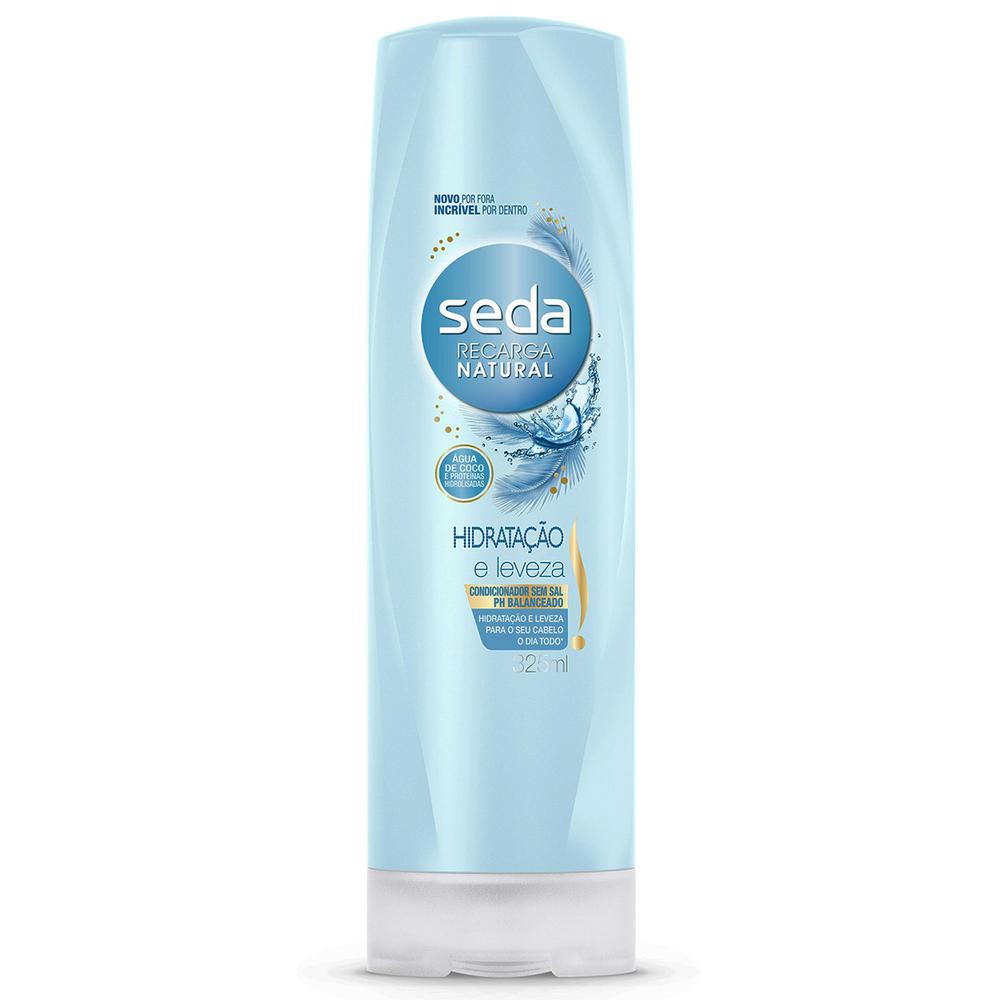 NOVO POR FORA
INCRÍVEL POR DENTRO
seda
RECARGA
NATURAL
ÁGUA
DE COCO
E PROTEÍNAS
HIDROLISADAS
HIDRATAÇÃO
e leveza
CONDICIONADOR SEM SAL
PH BALANCEADO
HIDRATAÇÃO E LEVEZA
PARA O SEU CABELO
O DIA TODO*
325ml